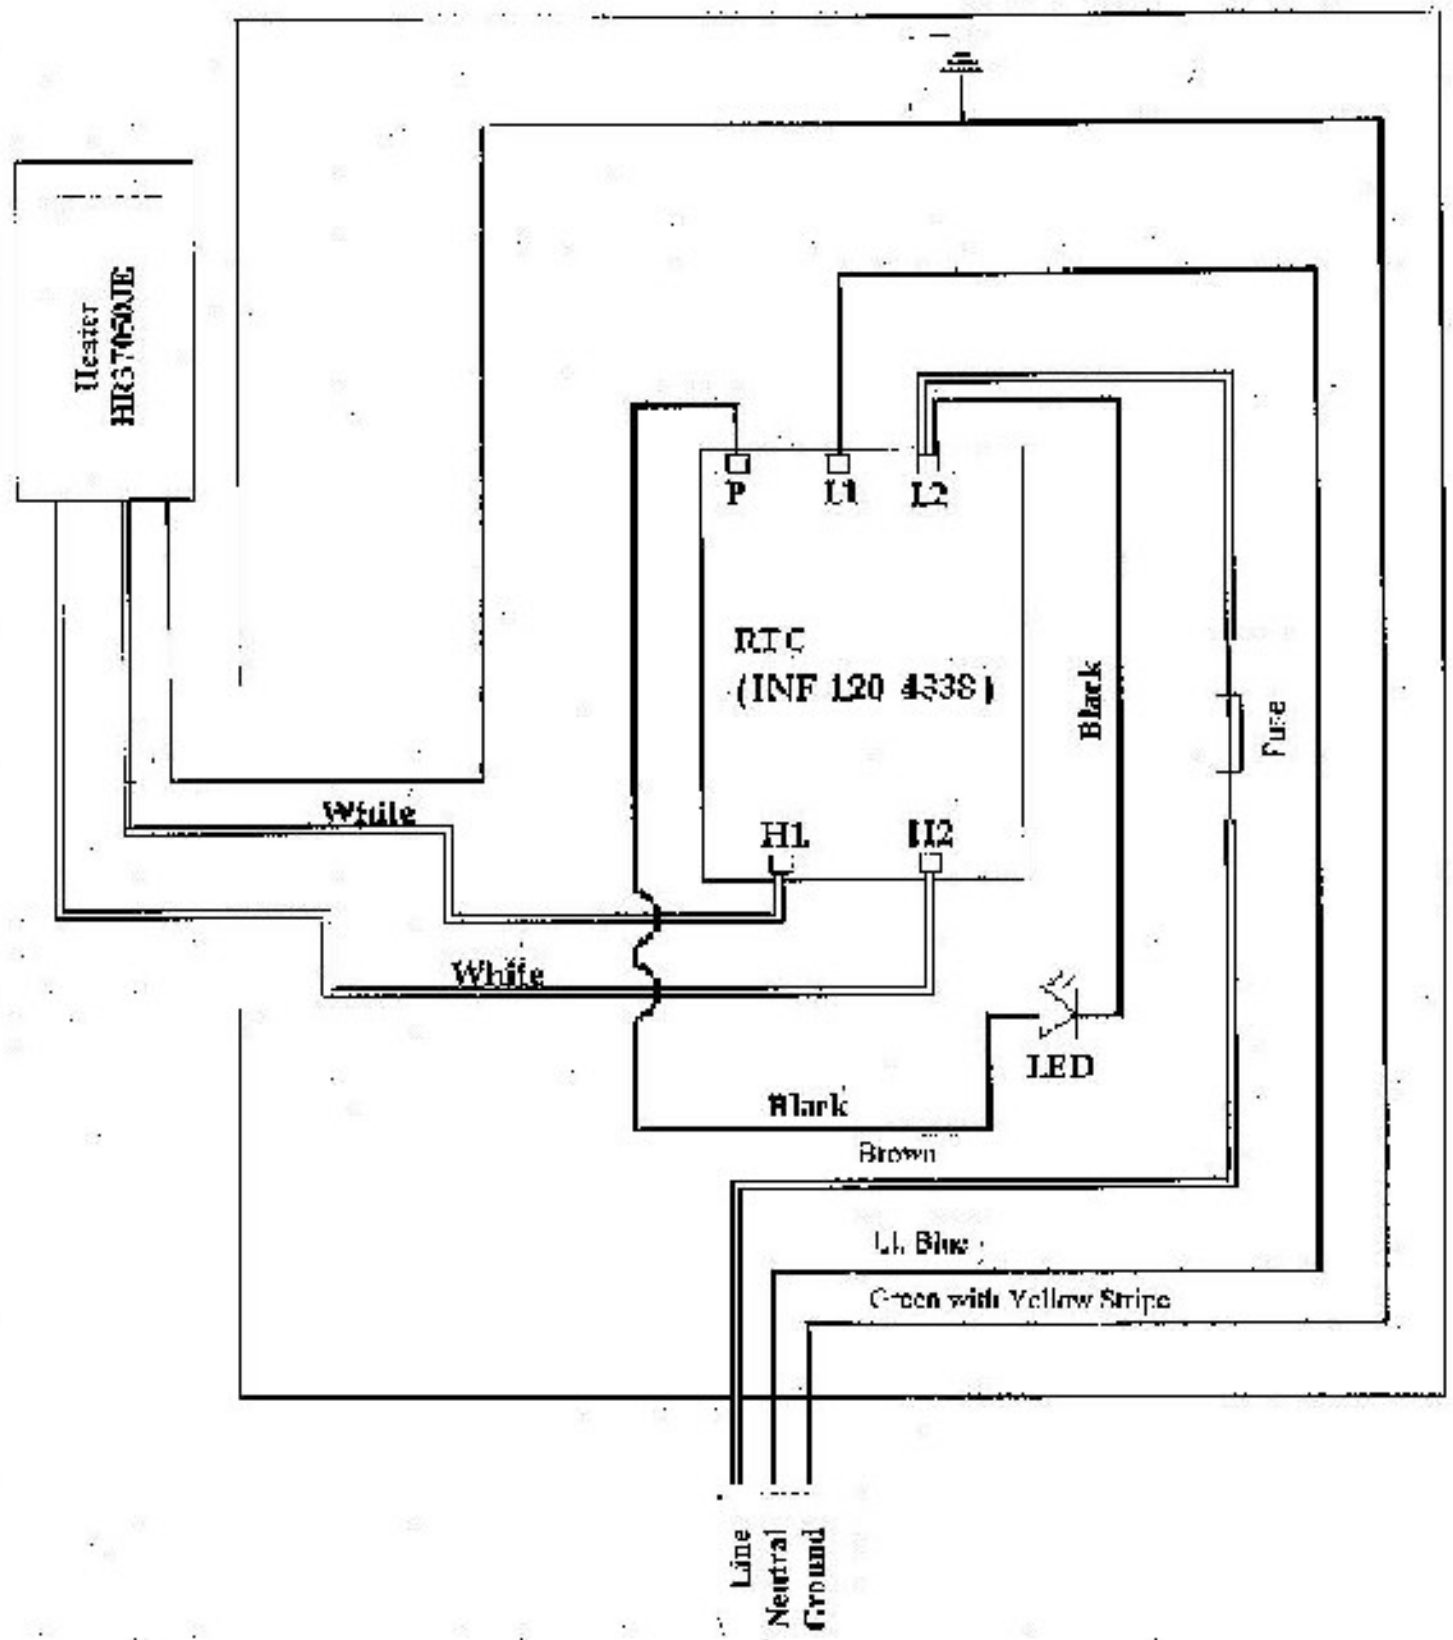 Heater
HR37050JE
P
L1
L2
RTC
(INF 120 4338)
Black
Fuse
White
H1
H2
White
LED
Black
Brown
Lt. Blue
Green with Yellow Stripe
Line
Neutral
Ground